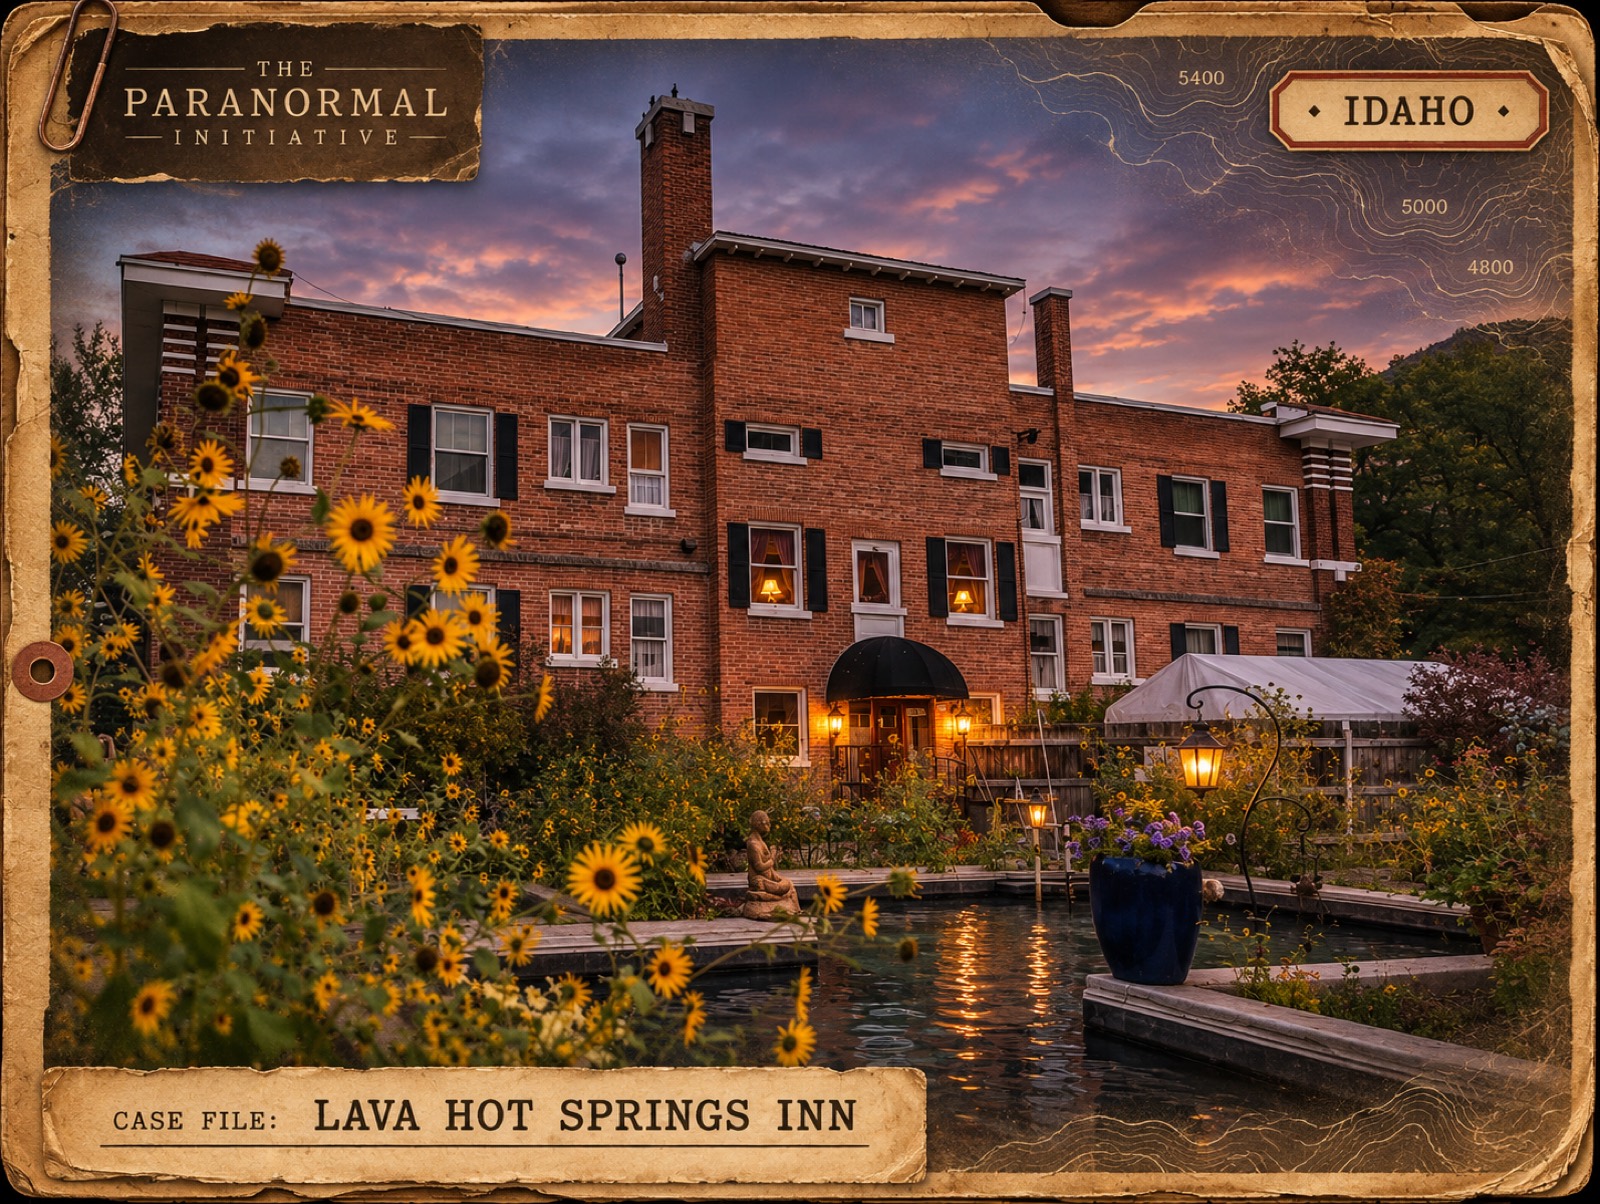 THE
PARANORMAL
INITIATIVE
5400
• IDAHO •
5000
4800
CASE FILE: LAVA HOT SPRINGS INN